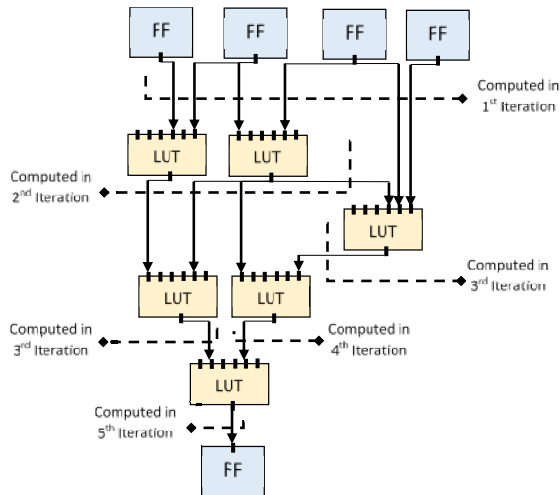 FF
FF
FF
FF
Computed in
1st Iteration
LUT
LUT
Computed in
2nd Iteration
LUT
Computed in
3rd Iteration
LUT
LUT
Computed in
3rd Iteration
Computed in
4th Iteration
LUT
Computed in
5th Iteration
FF